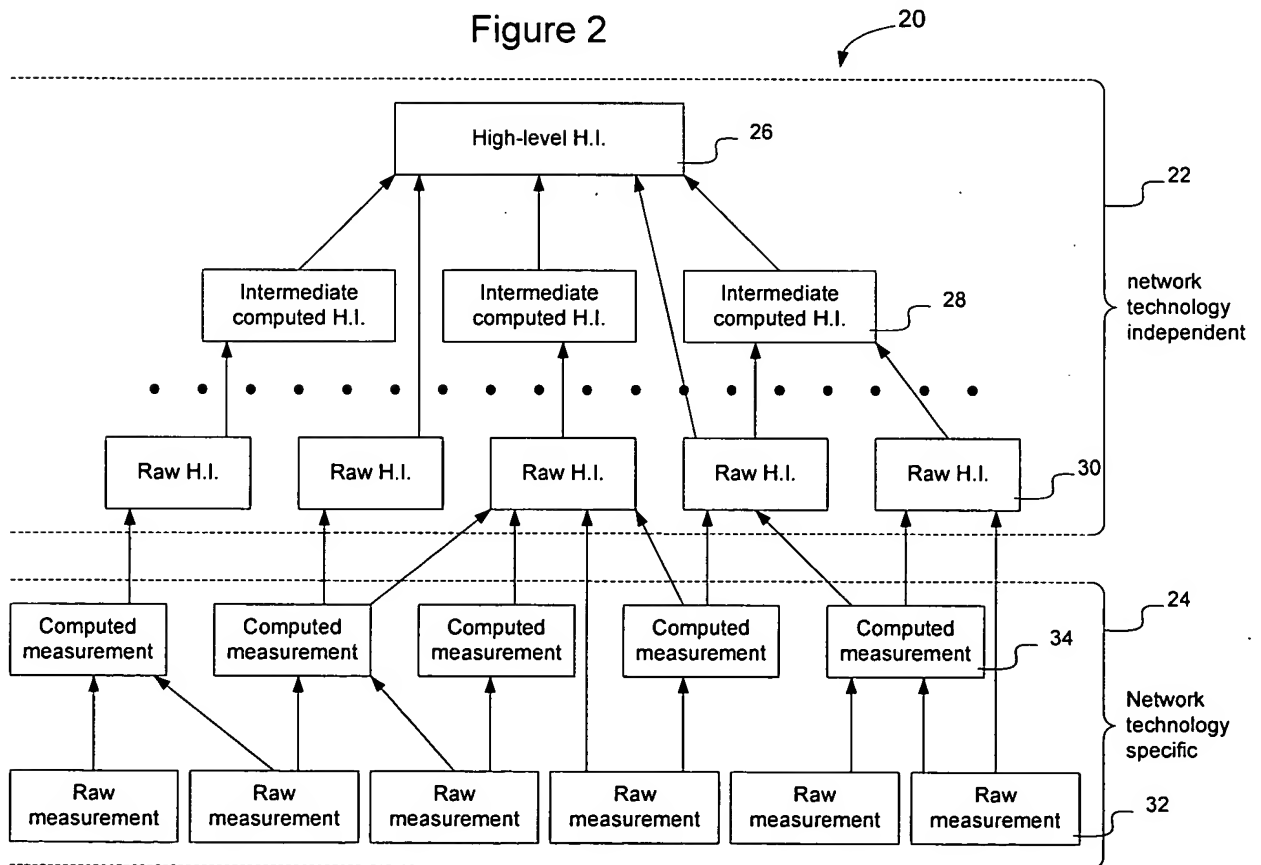 Figure 2
20
High-level H.I.
26
22
Intermediate
computed H.I.
Intermediate
computed H.I.
Intermediate
computed H.I.
28
network
technology
independent
Raw H.I.
Raw H.I.
Raw H.I.
Raw H.I.
Raw H.I.
30
24
Computed
measurement
Computed
measurement
Computed
measurement
Computed
measurement
Computed
measurement
34
Network
technology
specific
Raw
measurement
Raw
measurement
Raw
measurement
Raw
measurement
Raw
measurement
Raw
measurement
32